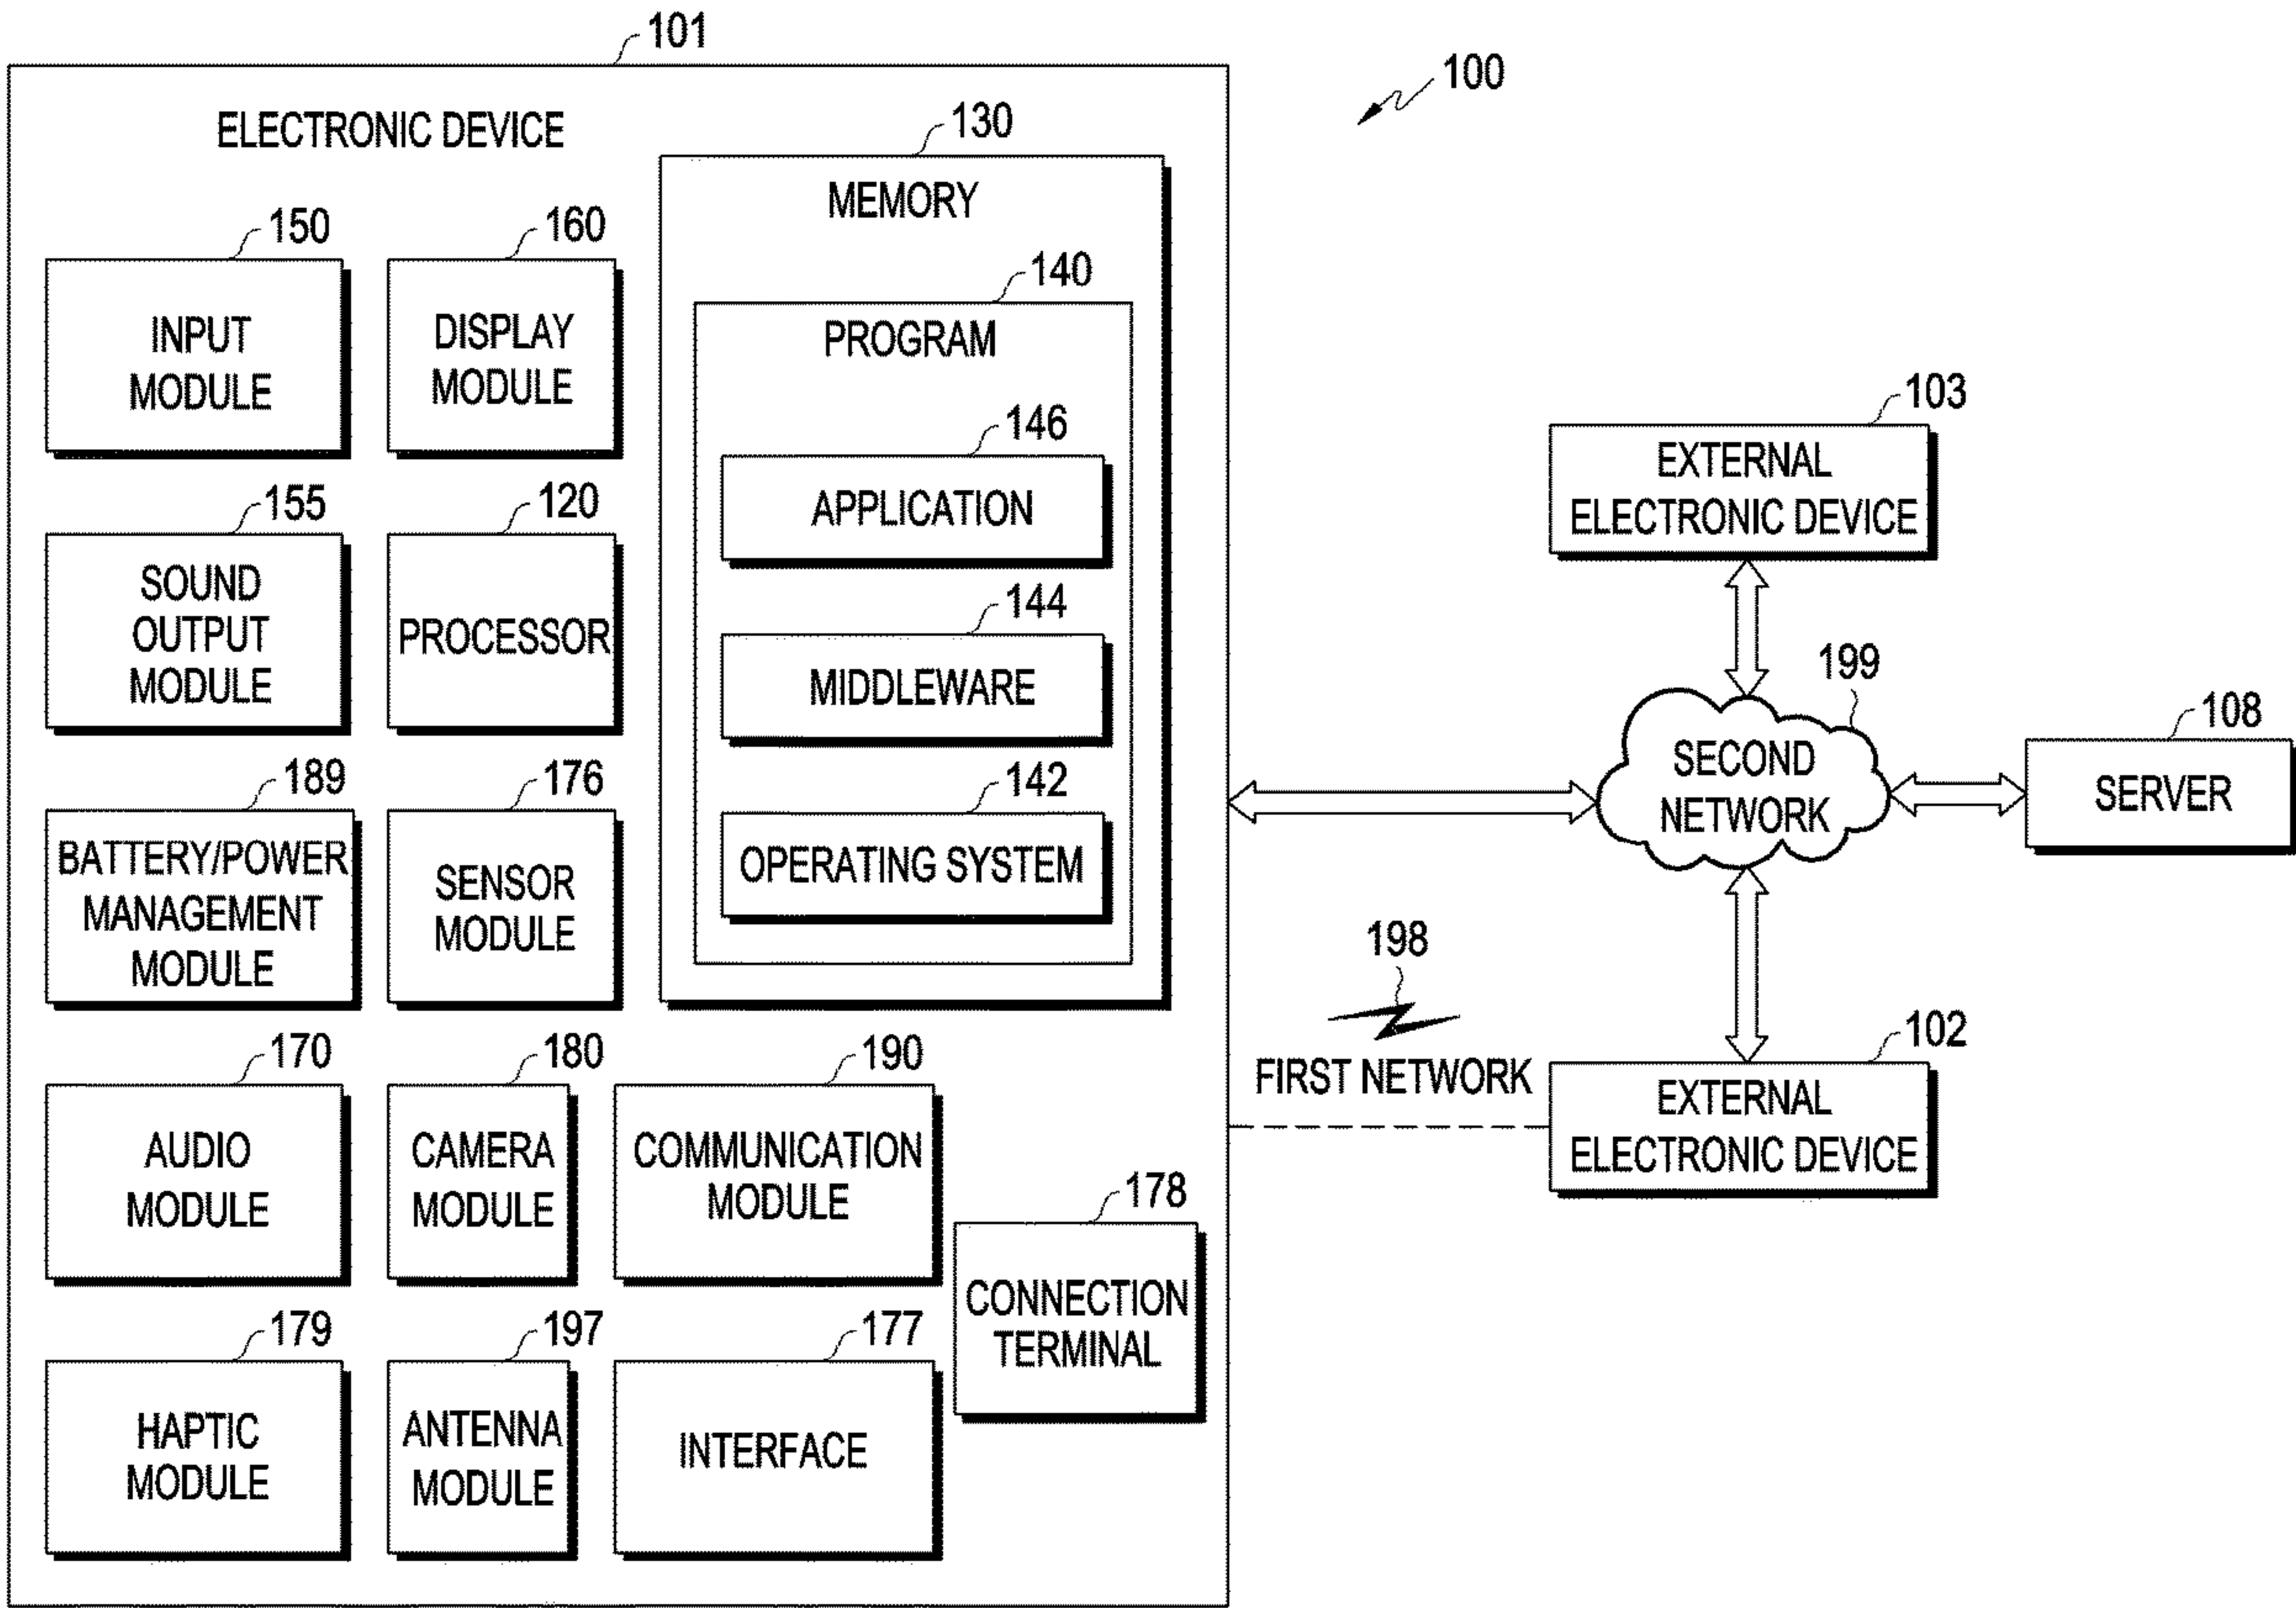 101
100
ELECTRONIC DEVICE
130
MEMORY
150
INPUT
MODULE
160
DISPLAY
MODULE
140
PROGRAM
146
APPLICATION
155
SOUND
OUTPUT
MODULE
120
PROCESSOR
144
MIDDLEWARE
189
BATTERY/POWER
MANAGEMENT
MODULE
176
SENSOR
MODULE
142
OPERATING SYSTEM
170
AUDIO
MODULE
180
CAMERA
MODULE
190
COMMUNICATION
MODULE
178
CONNECTION
TERMINAL
179
HAPTIC
MODULE
197
ANTENNA
MODULE
177
INTERFACE
103
EXTERNAL
ELECTRONIC DEVICE
199
SECOND
NETWORK
108
SERVER
198
FIRST NETWORK
102
EXTERNAL
ELECTRONIC DEVICE